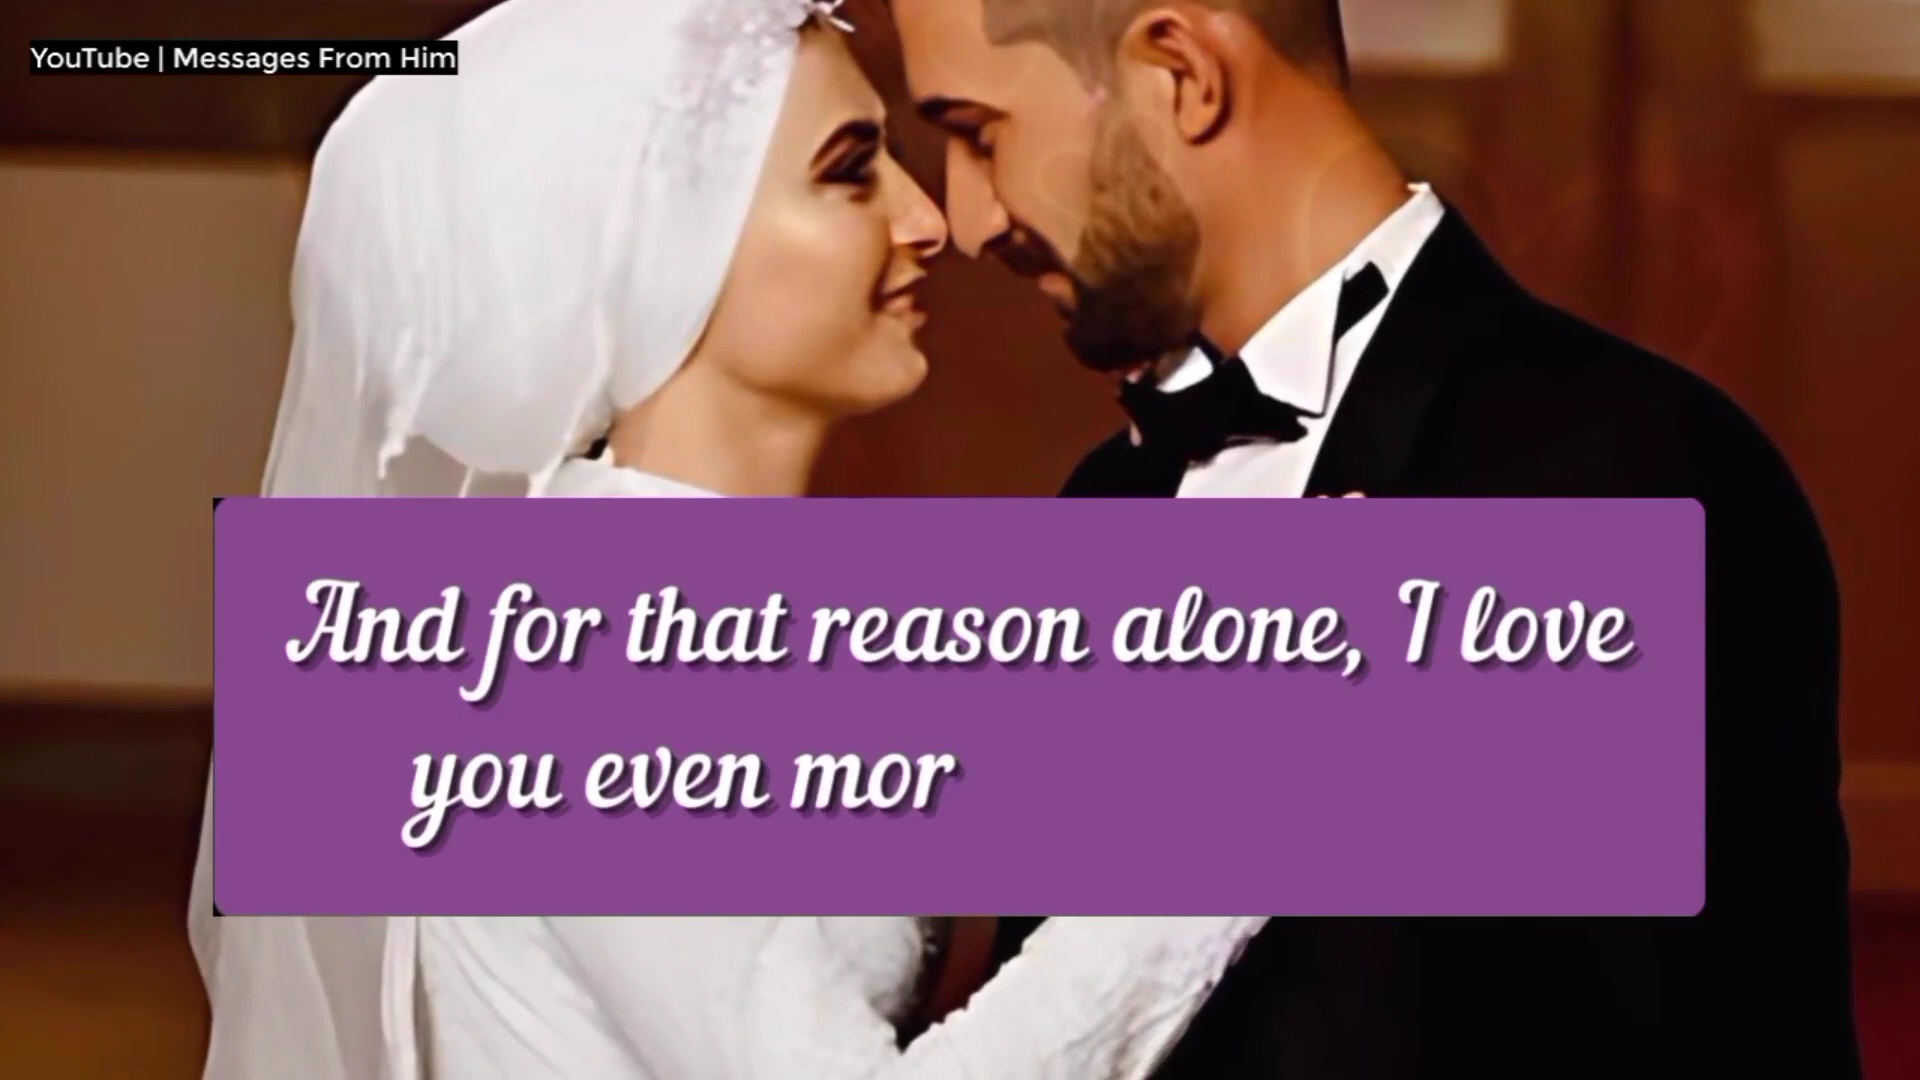 YouTube | Messages From Him
And for that reason alone, I love
you even mor